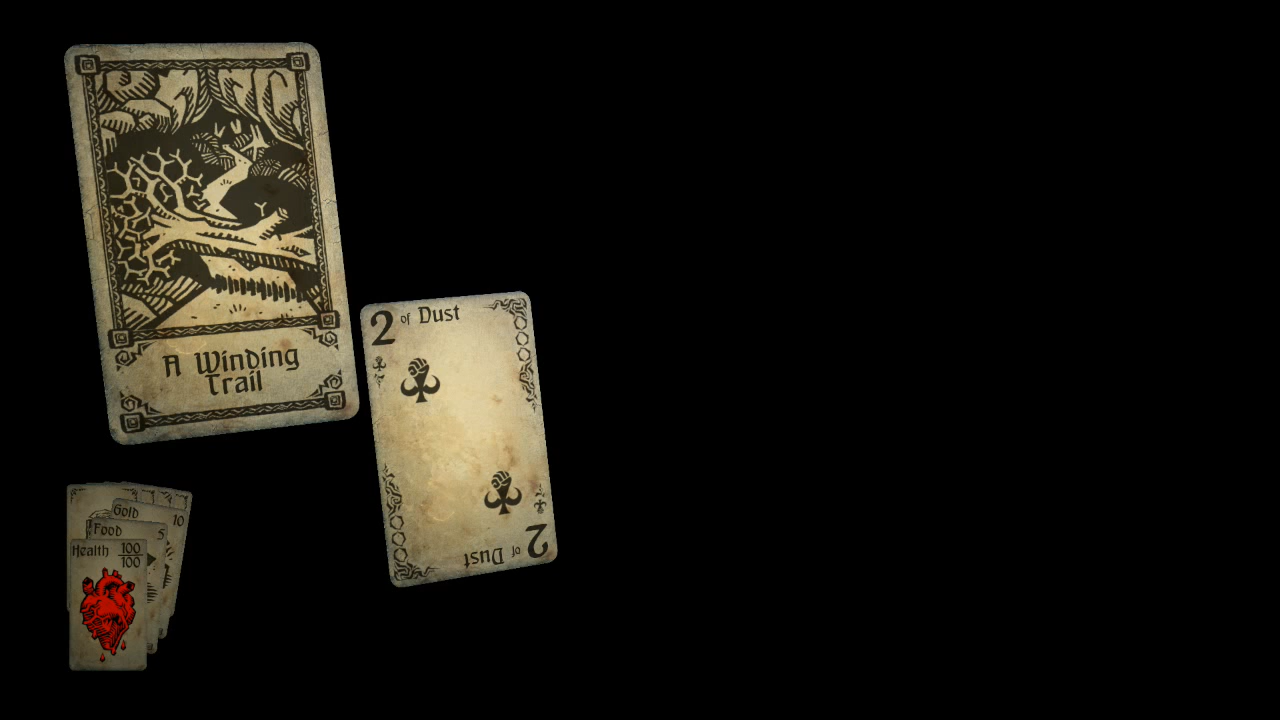 A Winding
Trail
2 of Dust
2 of Dust
Gold 10
Food 5
Health 100
100